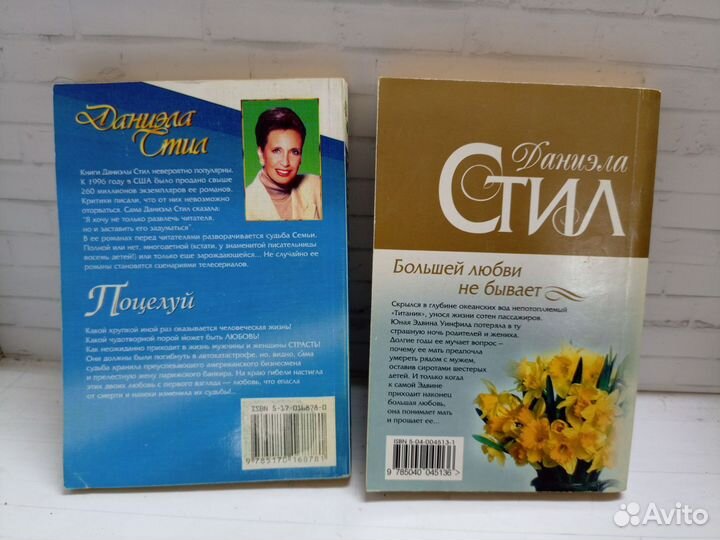 Даниэла
Стил
Книги Даниэлы Стил невероятно популярны.
К 1996 году в США было продано свыше
260 миллионов экземпляров ее романов.
Критики писали, что от них невозможно
оторваться. Сама Даниэла Стил сказала:
"Я хочу не только развлечь читателя,
но и заставить его задуматься".
В ее романах перед читателями разворачивается судьба Семьи.
Полной или нет, многодетной (кстати, у знаменитой писательницы
восемь детей!) или только еще зарождающейся... Не случайно ее
романы становятся сценариями телесериалов.
Поцелуй
Какой хрупкой иной раз оказывается человеческая жизнь!
Какой чудотворной порой может быть ЛЮБОВЬ!
Как неожиданно приходит в жизнь мужчины и женщины СТРАСТЬ!
Они должны были погибнуть в автокатастрофе, но, видно, сама
судьба хранила преуспевающего американского бизнесмена
и прелестную жену парижского банкира. На краю гибели настигла
этих двоих любовь с первого взгляда — любовь, что спасла
от смерти и навеки изменила их судьбы!..
ISBN 5-17-016878-0
9 785170 168781
Даниэла
Стил
Большей любви
не бывает
Скрылся в глубине океанских вод непотопляемый
«Титаник», унося жизни сотен пассажиров.
Юная Эдвина Уинфилд потеряла в ту
страшную ночь родителей и жениха.
Долгие годы ее мучает вопрос –
почему ее мать предпочла
умереть рядом с мужем,
оставив сиротами шестерых
детей. И только когда
к самой Эдвине
приходит наконец
большая любовь,
она понимает мать
и прощает ее...
ISBN 5-04-004513-1
9 785040 045136 >
Avito